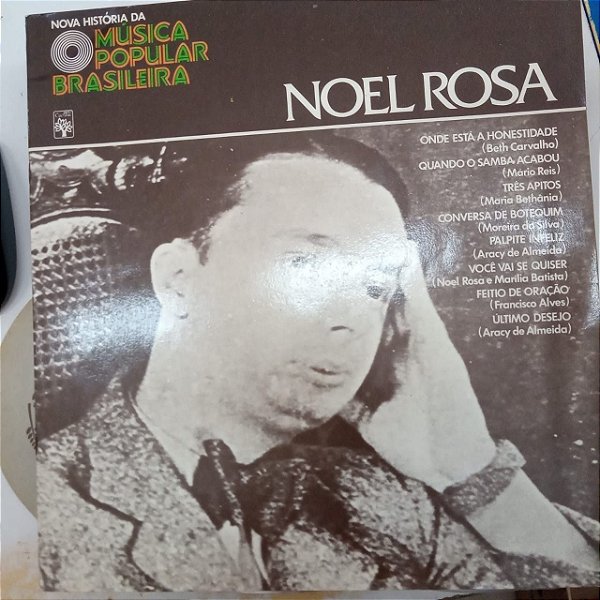 NOVA HISTÓRIA DA
MÚSICA
POPULAR
BRASILEIRA
NOEL ROSA
ONDE ESTÁ A HONESTIDADE
(Beth Carvalho)
QUANDO O SAMBA ACABOU
(Mário Reis)
TRÊS APITOS
(Maria Bethânia)
CONVERSA DE BOTEQUIM
(Moreira da Silva)
PALPITE INFELIZ
(Aracy de Almeida)
VOCÊ VAI SE QUISER
(Noel Rosa e Marília Batista)
FEITIO DE ORAÇÃO
(Francisco Alves)
ÚLTIMO DESEJO
(Aracy de Almeida)